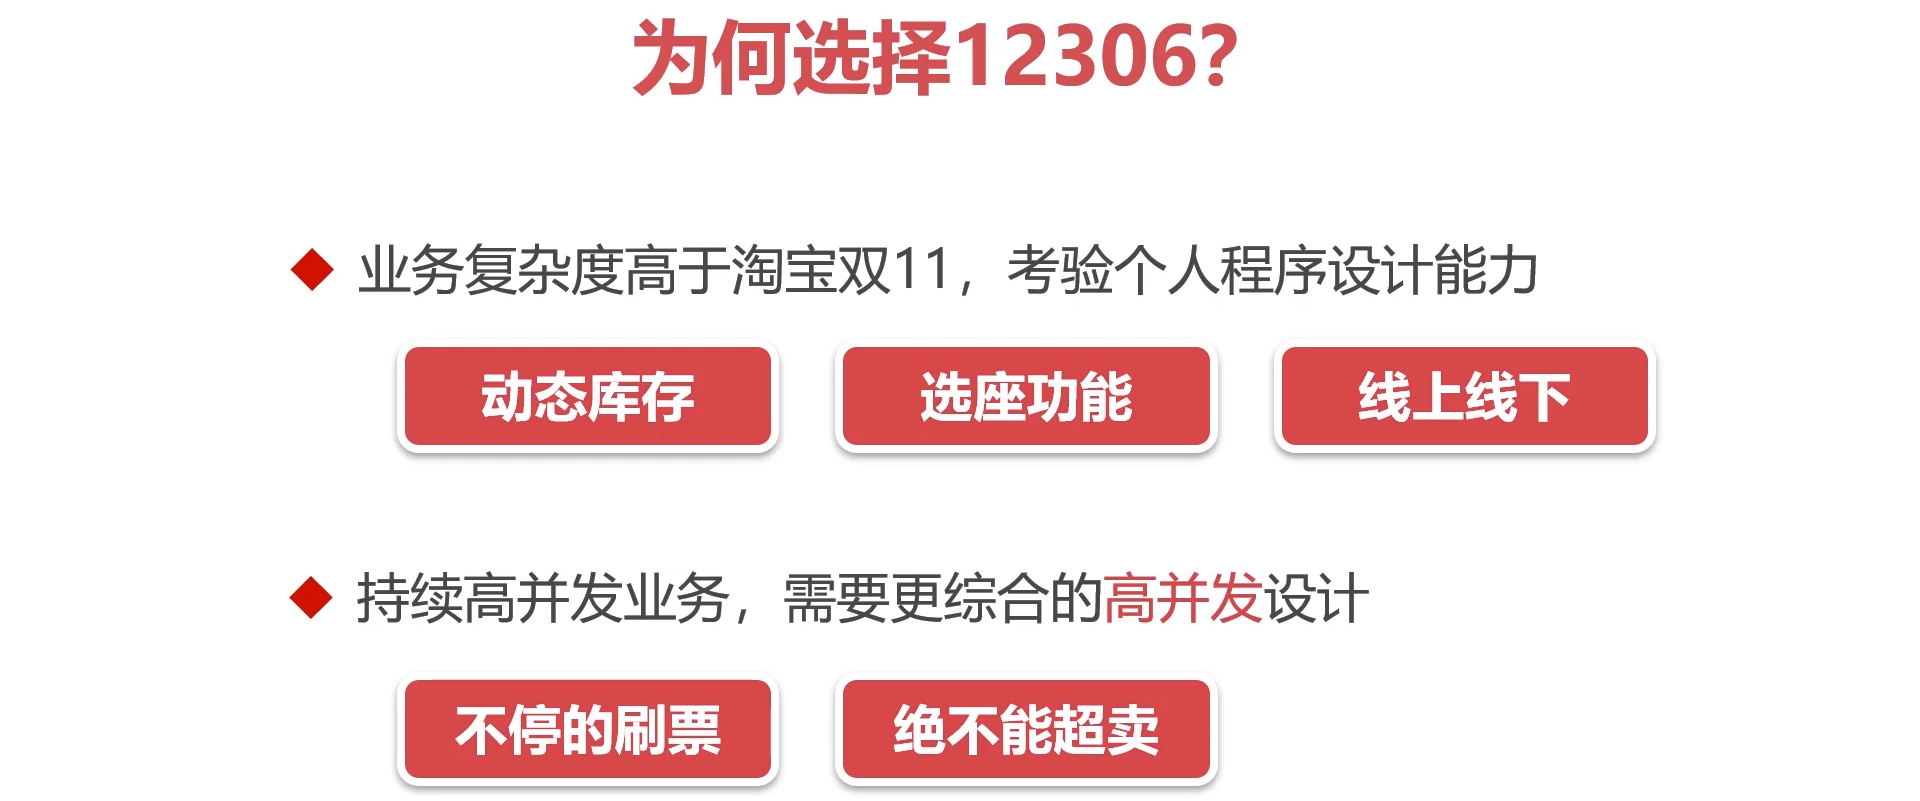 为何选择12306?
业务复杂度高于淘宝双11，考验个人程序设计能力
动态库存 选座功能 线上线下
持续高并发业务，需要更综合的高并发设计
不停的刷票 绝不能超卖